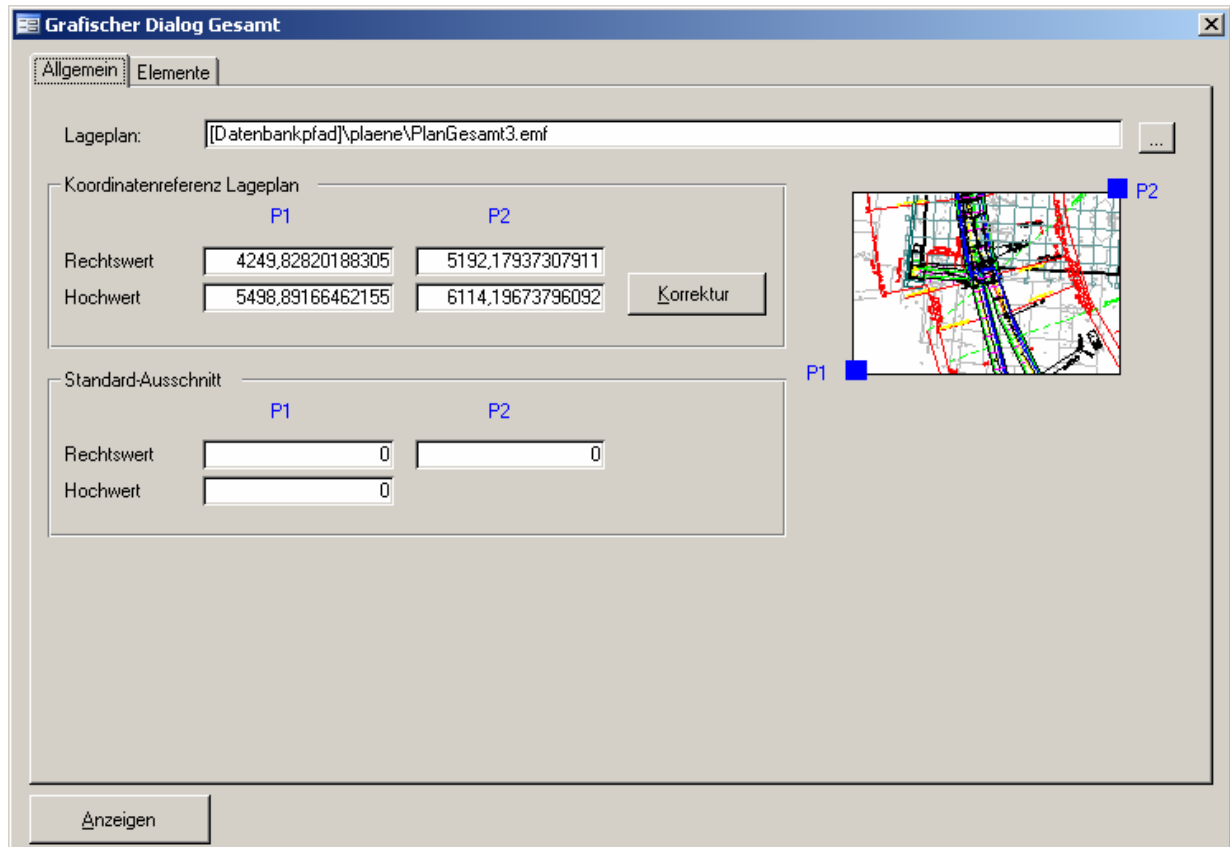 Grafischer Dialog Gesamt
Allgemein Elemente
Lageplan: [Datenbankpfad]\plaene\PlanGesamt3.emf ...
Koordinatenreferenz Lageplan
P1 P2
Rechtswert 4249,82820188305 5192,17937307911
Hochwert 5498,89166462155 6114,19673796092 Korrektur
P2
P1
Standard-Ausschnitt
P1 P2
Rechtswert 0 0
Hochwert 0
Anzeigen